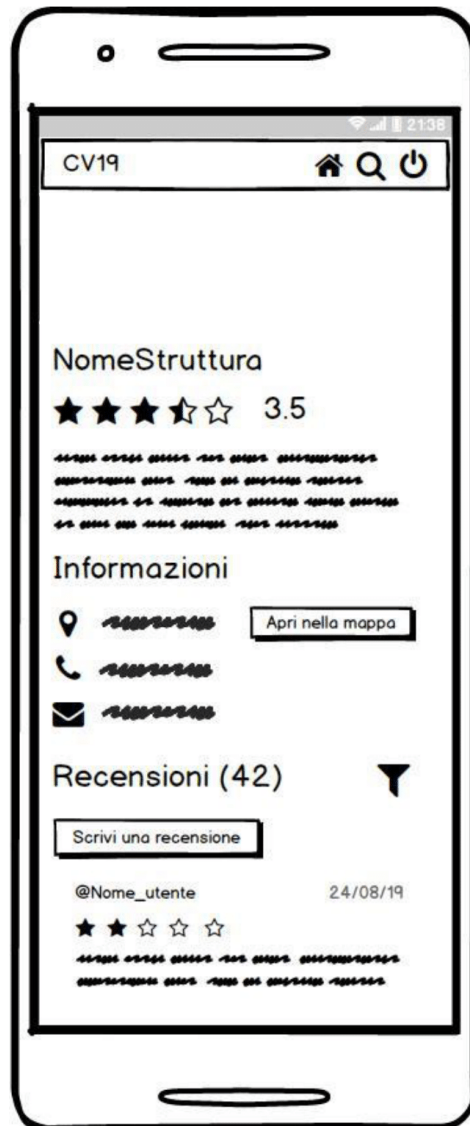 21:38
CV19
NomeStruttura
3.5
Informazioni
Apri nella mappa
Recensioni (42)
Scrivi una recensione
@Nome_utente 24/08/19